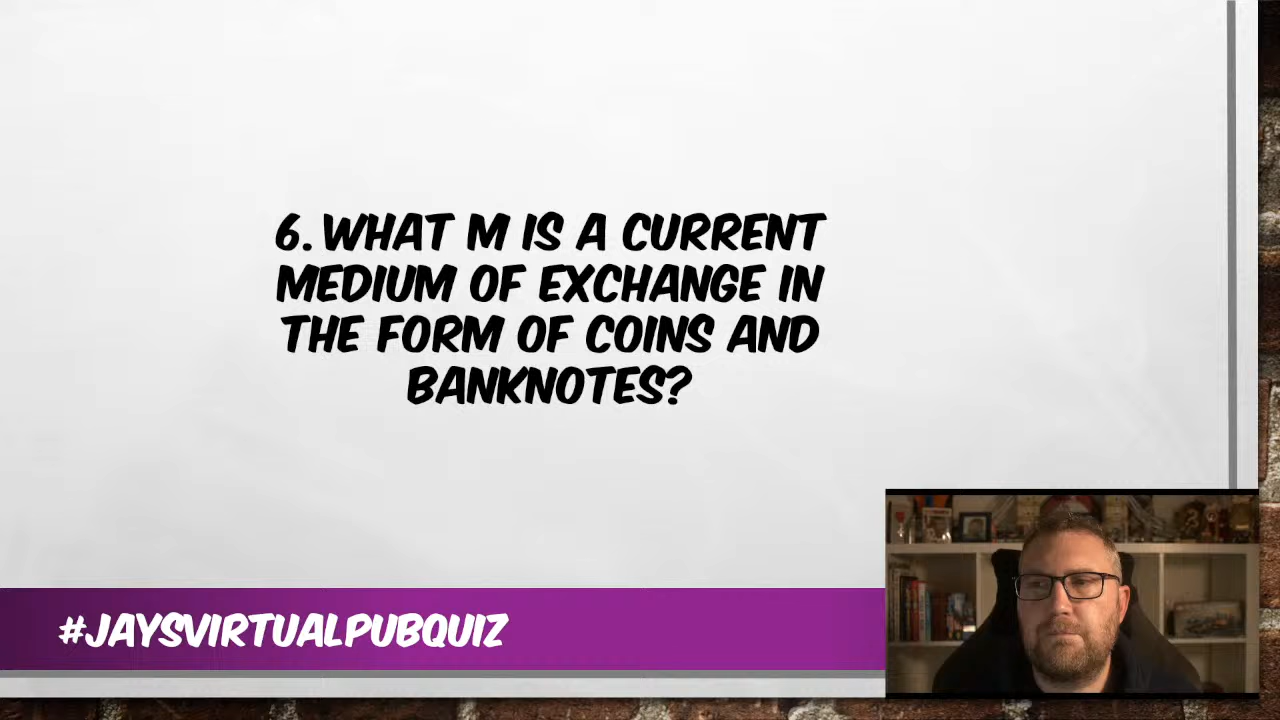 6. WHAT M IS A CURRENT
MEDIUM OF EXCHANGE IN
THE FORM OF COINS AND
BANKNOTES?
#JAYSVIRTUALPUBQUIZ